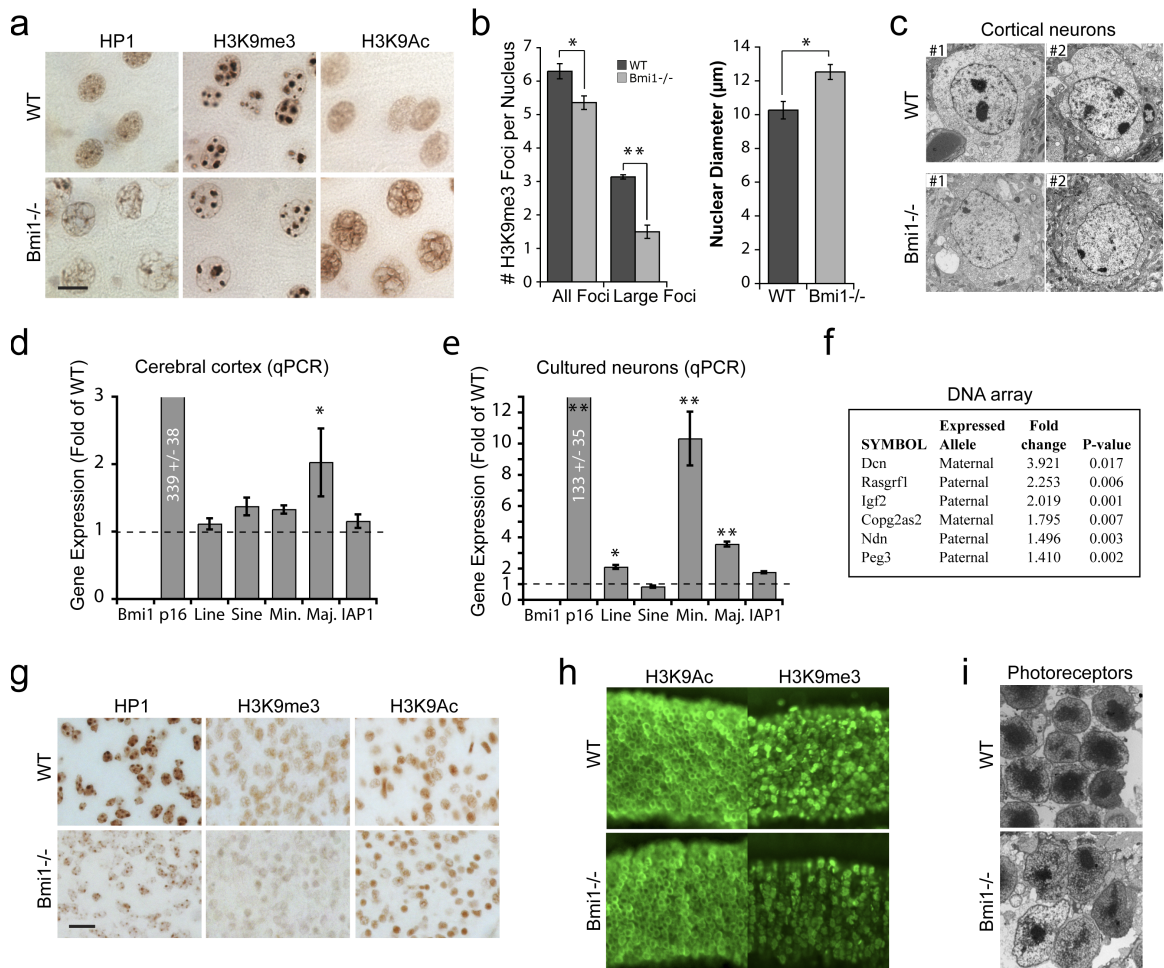 a
HP1 H3K9me3 H3K9Ac
WT
Bmi1-/-
b
# H3K9me3 Foci per Nucleus
7
6
5
4
3
2
1
0
*
**
WT
Bmi1-/-
All Foci Large Foci
Nuclear Diameter (µm)
14
12
10
8
6
4
2
0
*
WT Bmi1-/-
c
Cortical neurons
WT
#1 #2
Bmi1-/-
#1 #2
d
Cerebral cortex (qPCR)
Gene Expression (Fold of WT)
3
2
1
0
339 +/- 38
*
Bmi1 p16 Line Sine Min. Maj. IAP1
e
Cultured neurons (qPCR)
Gene Expression (Fold of WT)
12
10
8
6
4
2
1
0
**
133 +/- 35
*
**
**
Bmi1 p16 Line Sine Min. Maj. IAP1
f
DNA array
Expressed Fold
SYMBOL Allele change P-value
Dcn Maternal 3.921 0.017
Rasgrf1 Paternal 2.253 0.006
Igf2 Paternal 2.019 0.001
Copg2as2 Maternal 1.795 0.007
Ndn Paternal 1.496 0.003
Peg3 Paternal 1.410 0.002
g
HP1 H3K9me3 H3K9Ac
WT
Bmi1-/-
h
H3K9Ac H3K9me3
WT
Bmi1-/-
i
Photoreceptors
WT
Bmi1-/-